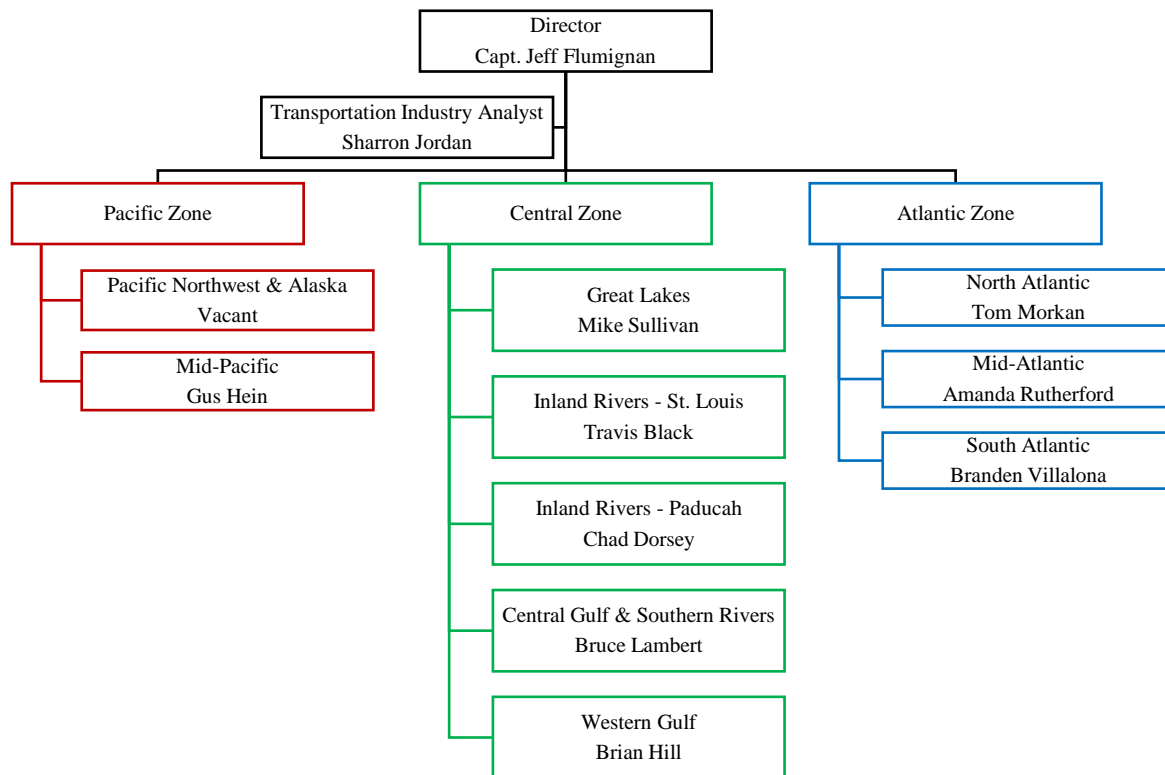 Director
Capt. Jeff Flumignan
Transportation Industry Analyst
Sharron Jordan
Pacific Zone
Pacific Northwest & Alaska
Vacant
Mid-Pacific
Gus Hein
Central Zone
Great Lakes
Mike Sullivan
Inland Rivers - St. Louis
Travis Black
Inland Rivers - Paducah
Chad Dorsey
Central Gulf & Southern Rivers
Bruce Lambert
Western Gulf
Brian Hill
Atlantic Zone
North Atlantic
Tom Morkan
Mid-Atlantic
Amanda Rutherford
South Atlantic
Branden Villalona